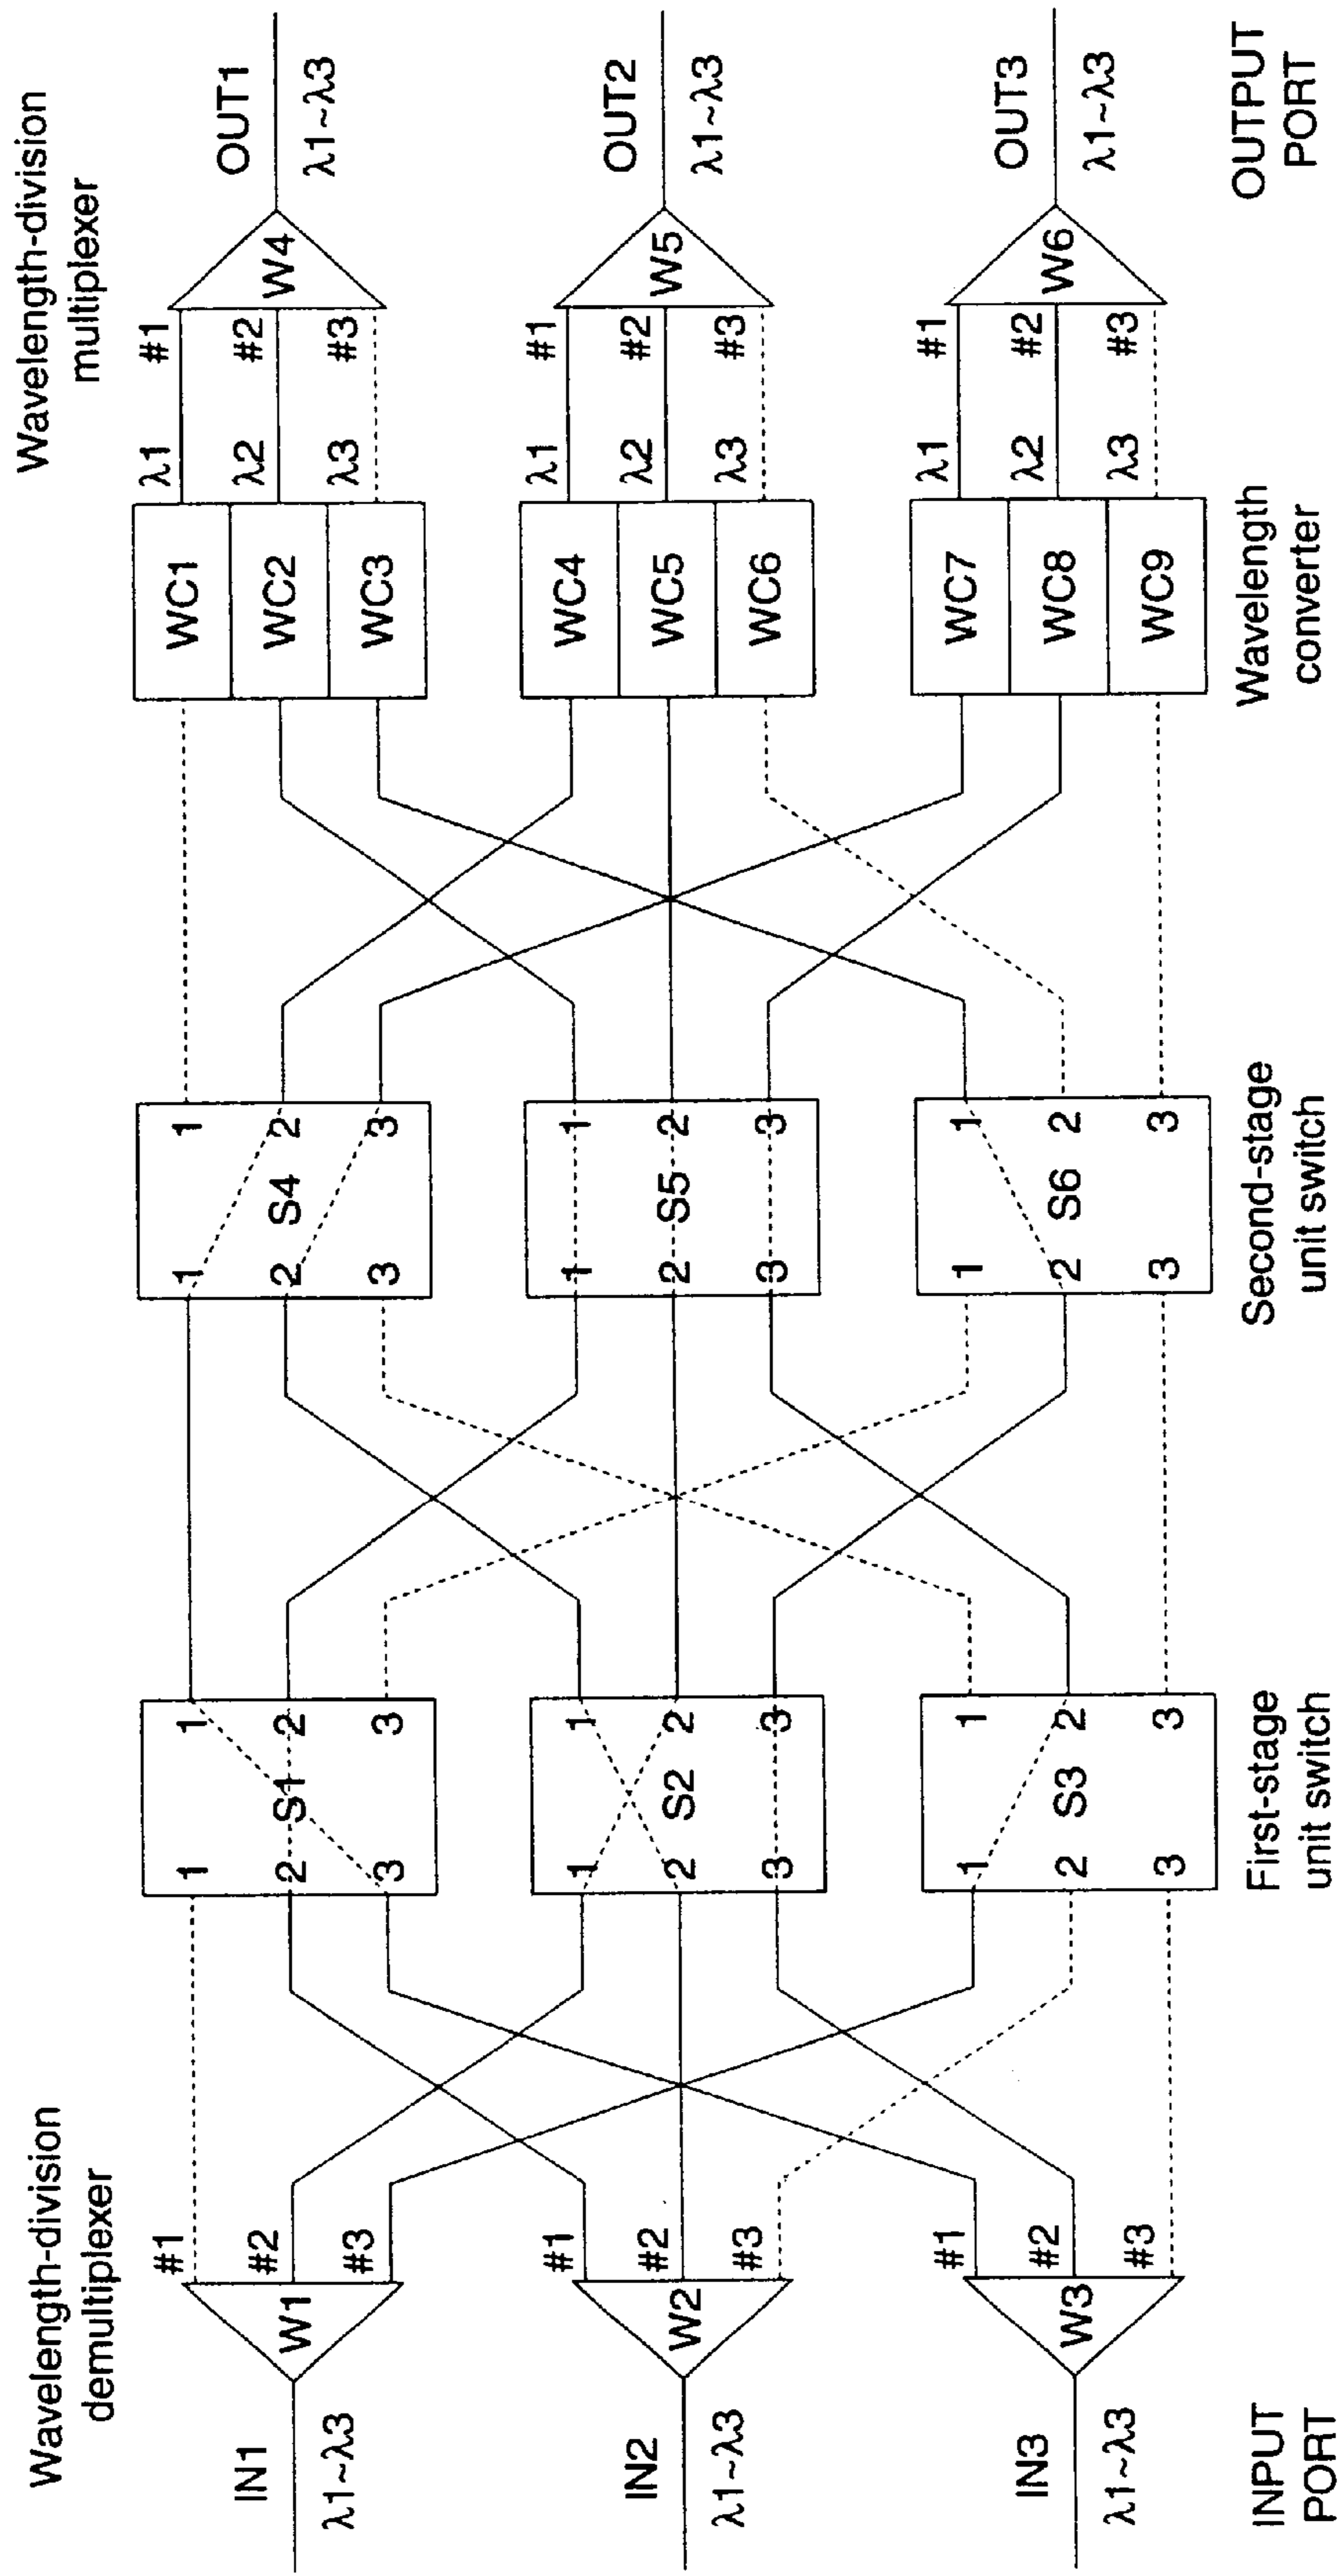 Wavelength-division
demultiplexer
Wavelength-division
multiplexer
IN1
λ1~λ3
W1
#1
#2
#3
1
2
3
S1
1
2
3
1
2
3
S4
1
2
3
WC1
WC2
WC3
λ1
λ2
λ3
#1
#2
#3
W4
OUT1
λ1~λ3
IN2
λ1~λ3
W2
#1
#2
#3
1
2
3
S2
1
2
3
1
2
3
S5
1
2
3
WC4
WC5
WC6
λ1
λ2
λ3
#1
#2
#3
W5
OUT2
λ1~λ3
IN3
λ1~λ3
W3
#1
#2
#3
1
2
3
S3
1
2
3
1
2
3
S6
1
2
3
WC7
WC8
WC9
λ1
λ2
λ3
#1
#2
#3
W6
OUT3
λ1~λ3
INPUT
PORT
First-stage
unit switch
Second-stage
unit switch
Wavelength
converter
OUTPUT
PORT